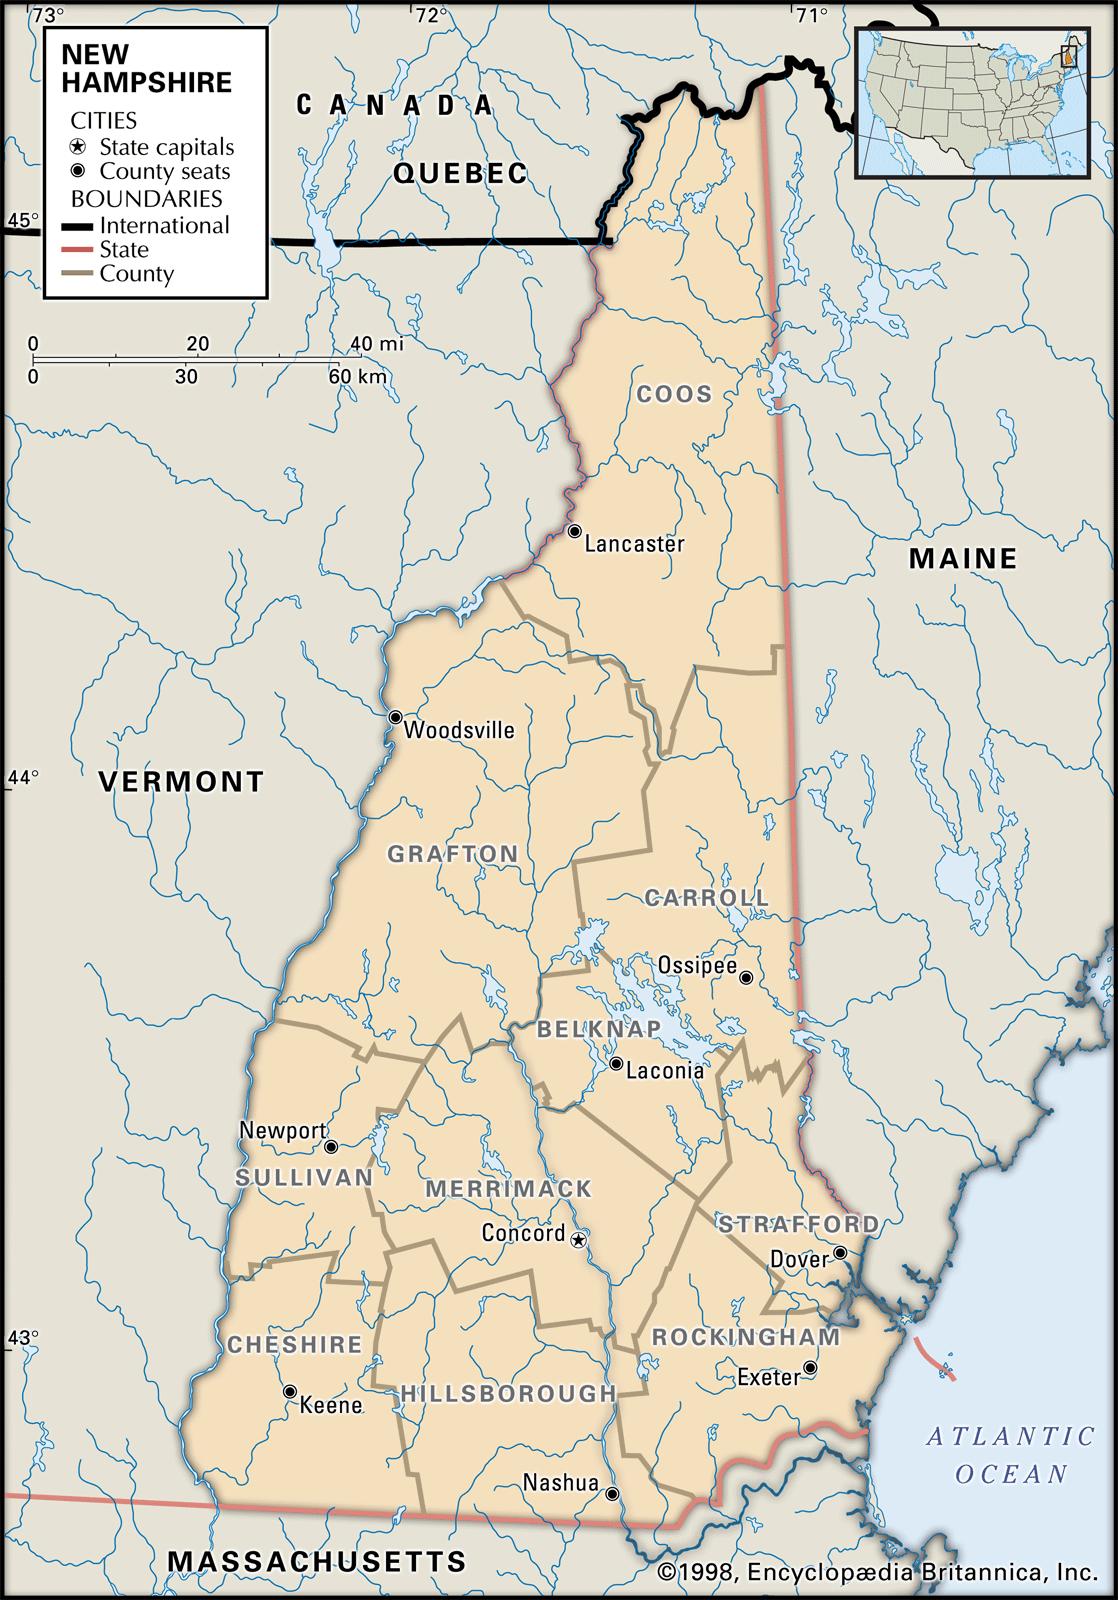 73°
72°
71°
NEW
HAMPSHIRE
CITIES
State capitals
County seats
BOUNDARIES
International
State
County
CANADA
QUEBEC
45°
0 20 40 mi
0 30 60 km
COOS
Lancaster
MAINE
Woodsville
VERMONT
44°
GRAFTON
CARROLL
Ossipee
BELKNAP
Laconia
Newport
SULLIVAN
MERRIMACK
Concord
STRAFFORD
Dover
43°
CHESHIRE
ROCKINGHAM
Exeter
Keene
HILLSBOROUGH
Nashua
ATLANTIC
OCEAN
MASSACHUSETTS
©1998, Encyclopædia Britannica, Inc.